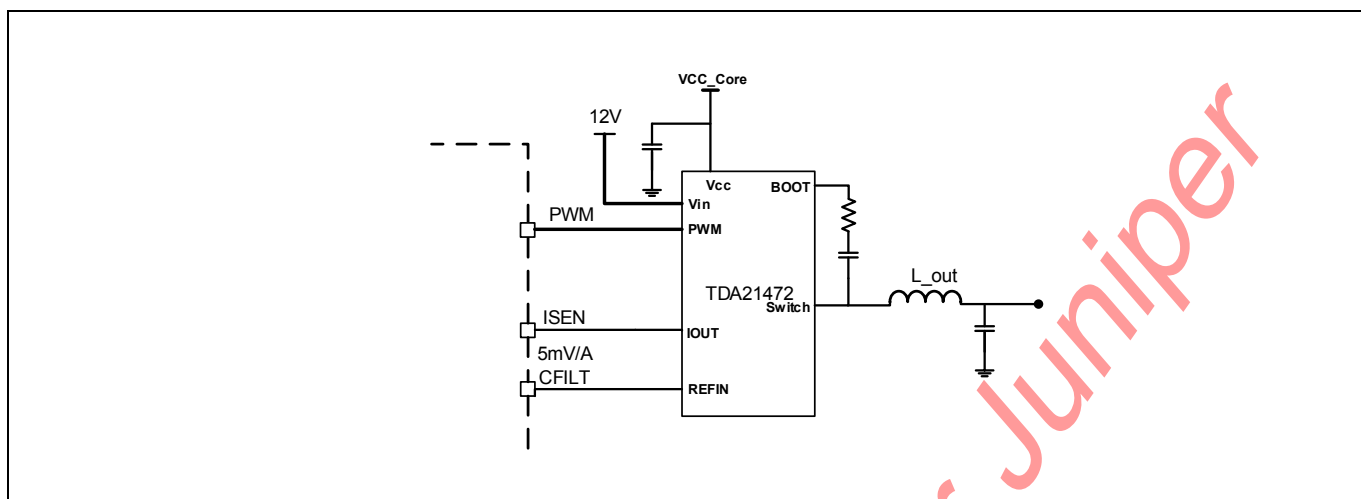 VCC_Core
12V
Vcc
BOOT
Vin
PWM
PWM
TDA21472
L_out
Switch
ISEN
IOUT
5mV/A
CFILT
REFIN
Juniper